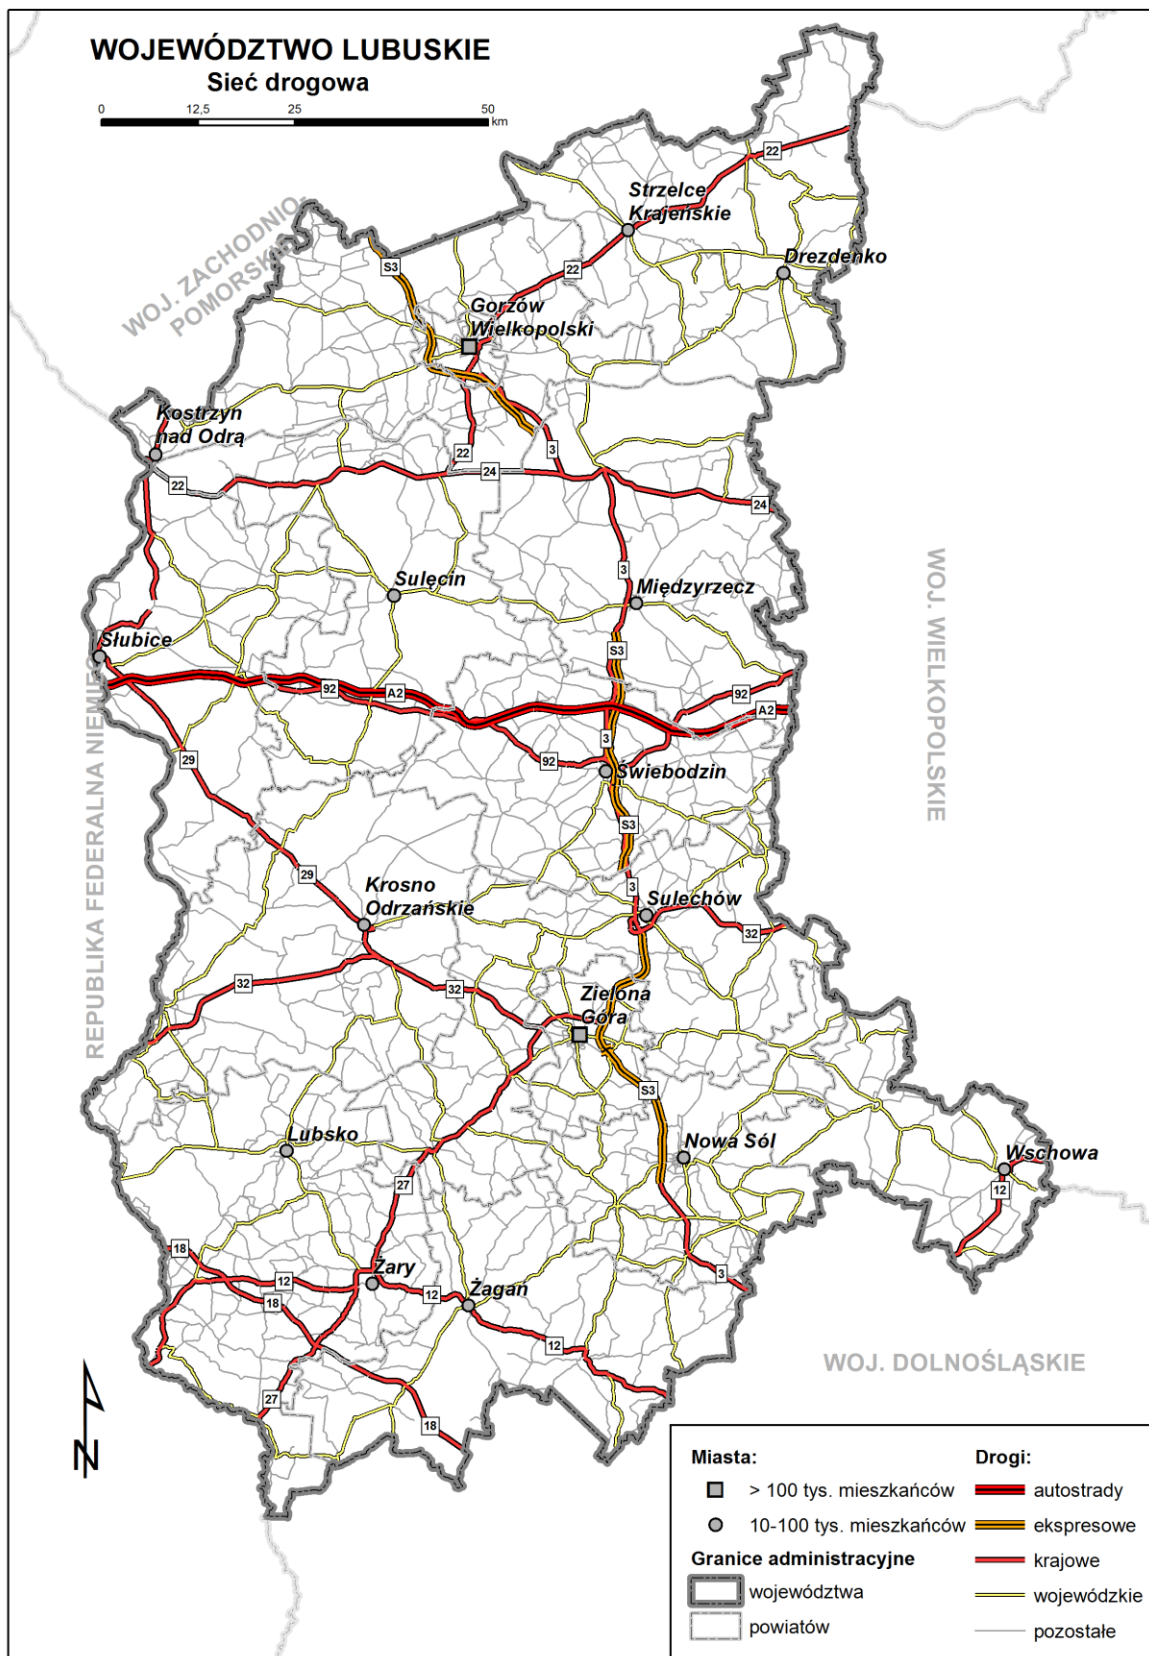 WOJEWÓDZTWO LUBUSKIE
Sieć drogowa
0 12,5 25 50
km
22
Strzelce
Krajeńskie
WOJ. ZACHODNIO-
POMORSKIE
S3
22
Drezdenko
Gorzów
Wielkopolski
Kostrzyn
nad Odrą
22
3
22
24
24
3
Sulęcin
Międzyrzecz
WOJ. WIELKOPOLSKIE
Słubice
S3
92
A2
92
A2
REPUBLIKA FEDERALNA NIEMIEC
29
3
92
Świebodzin
S3
29
Krosno
Odrzańskie
3
Sulechów
32
32
32
Zielona
Góra
S3
Lubsko
Nowa Sól
Wschowa
27
12
18
12
Żary
3
18
12
Żagań
12
WOJ. DOLNOŚLĄSKIE
27
18
N
Miasta:
> 100 tys. mieszkańców
10-100 tys. mieszkańców
Granice administracyjne
województwa
powiatów
Drogi:
autostrady
ekspresowe
krajowe
wojewódzkie
pozostałe